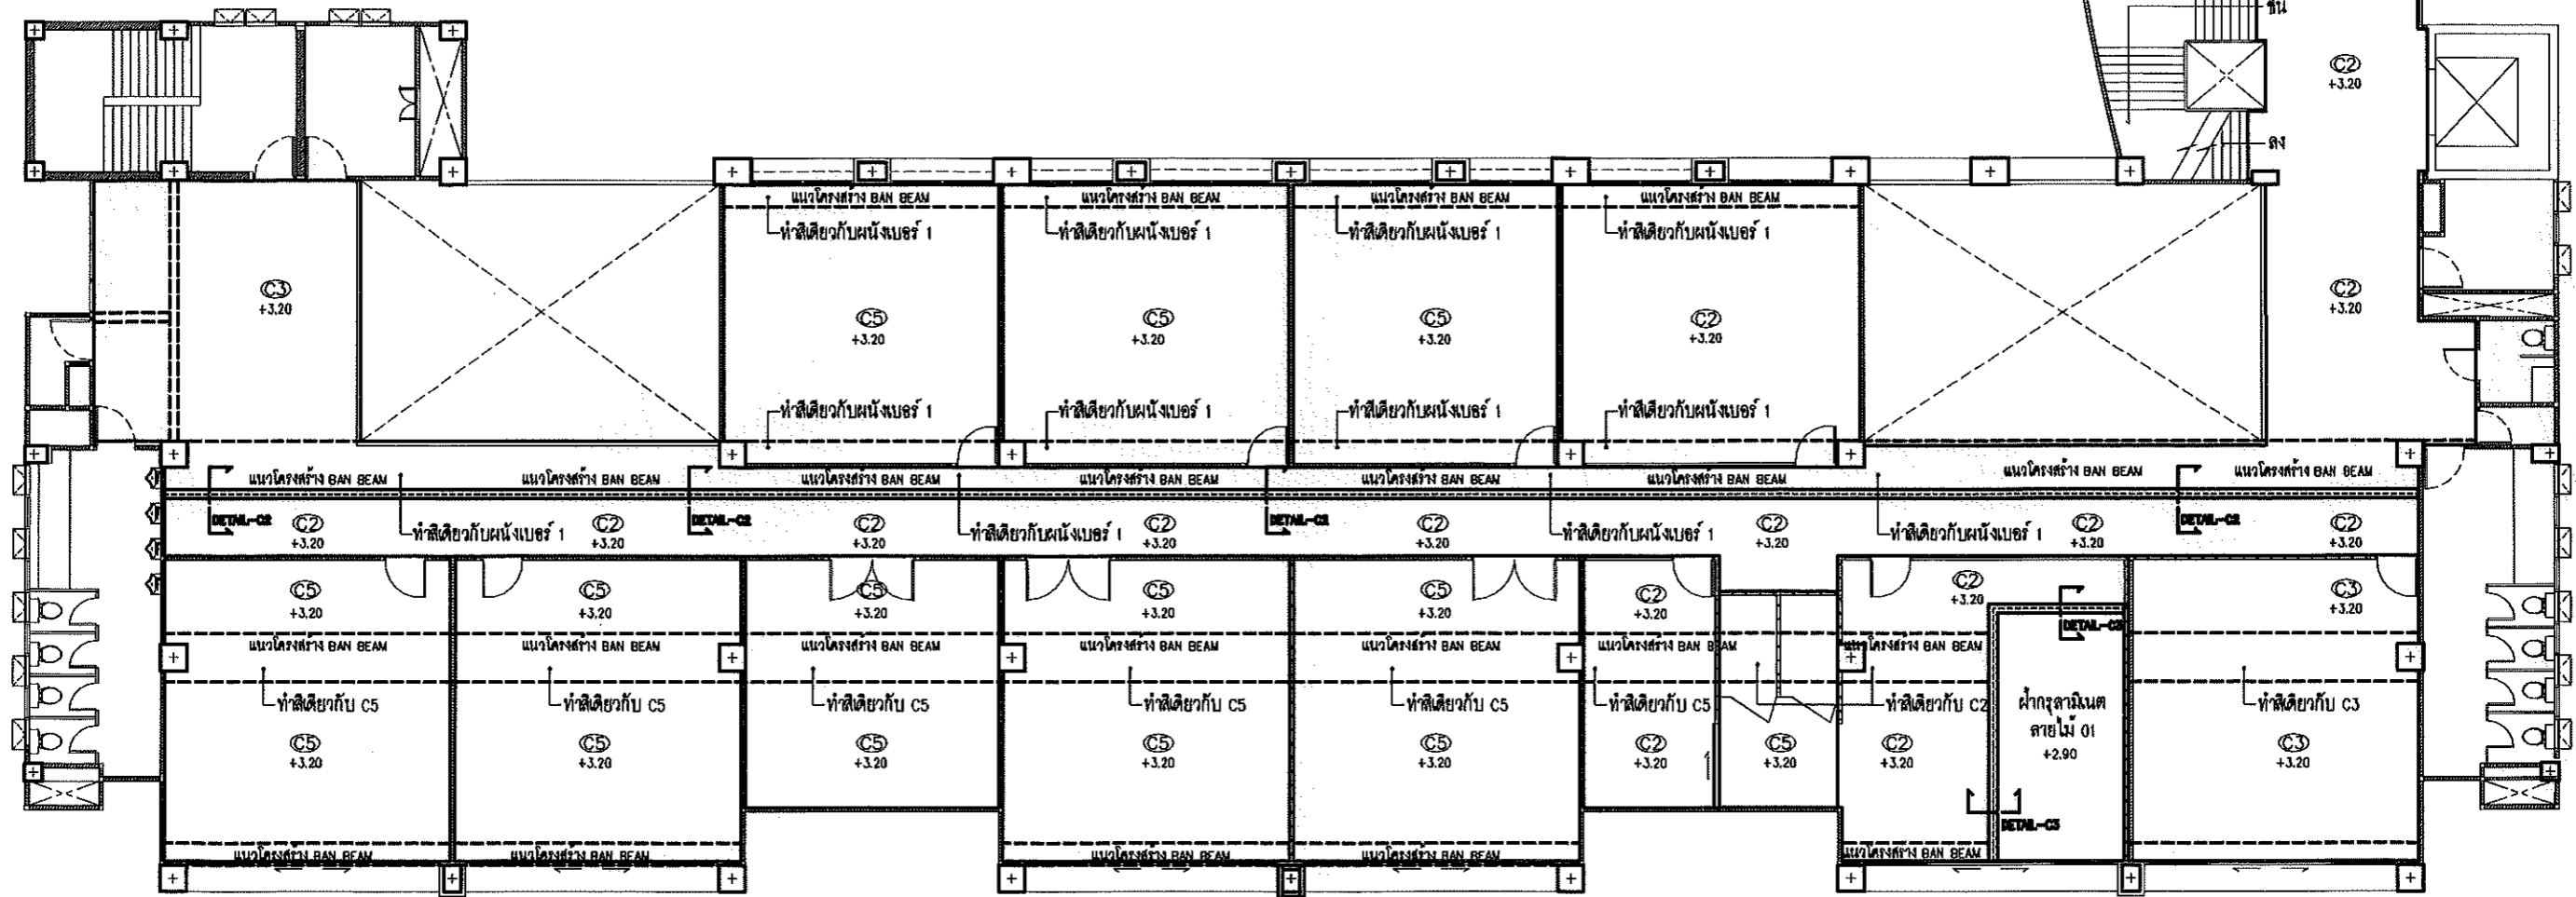 ขึ้น
C2
+3.20
ลง
แนวโครงสร้าง BAN BEAM
แนวโครงสร้าง BAN BEAM
แนวโครงสร้าง BAN BEAM
แนวโครงสร้าง BAN BEAM
ทำสีเดียวกับผนังเบอร์ 1
ทำสีเดียวกับผนังเบอร์ 1
ทำสีเดียวกับผนังเบอร์ 1
ทำสีเดียวกับผนังเบอร์ 1
C3
+3.20
C5
+3.20
C5
+3.20
C5
+3.20
C2
+3.20
C2
+3.20
ทำสีเดียวกับผนังเบอร์ 1
ทำสีเดียวกับผนังเบอร์ 1
ทำสีเดียวกับผนังเบอร์ 1
ทำสีเดียวกับผนังเบอร์ 1
แนวโครงสร้าง BAN BEAM
แนวโครงสร้าง BAN BEAM
แนวโครงสร้าง BAN BEAM
แนวโครงสร้าง BAN BEAM
แนวโครงสร้าง BAN BEAM
แนวโครงสร้าง BAN BEAM
แนวโครงสร้าง BAN BEAM
แนวโครงสร้าง BAN BEAM
DETAIL-C2
C2
+3.20
ทำสีเดียวกับผนังเบอร์ 1
C2
+3.20
DETAIL-C2
C2
+3.20
ทำสีเดียวกับผนังเบอร์ 1
C2
+3.20
DETAIL-C1
C2
+3.20
ทำสีเดียวกับผนังเบอร์ 1
C2
+3.20
ทำสีเดียวกับผนังเบอร์ 1
C2
+3.20
DETAIL-C2
C2
+3.20
C5
+3.20
C5
+3.20
C5
+3.20
C5
+3.20
C5
+3.20
C2
+3.20
C2
+3.20
C3
+3.20
DETAIL-C3
แนวโครงสร้าง BAN BEAM
แนวโครงสร้าง BAN BEAM
แนวโครงสร้าง BAN BEAM
แนวโครงสร้าง BAN BEAM
แนวโครงสร้าง BAN BEAM
แนวโครงสร้าง BAN BEAM
แนวโครงสร้าง BAN BEAM
ทำสีเดียวกับ C5
ทำสีเดียวกับ C5
ทำสีเดียวกับ C5
ทำสีเดียวกับ C5
ทำสีเดียวกับ C5
ทำสีเดียวกับ C5
ทำสีเดียวกับ C2
ฝ้ากรุลามิเนต
ลายไม้ 01
+2.90
ทำสีเดียวกับ C3
C5
+3.20
C5
+3.20
C5
+3.20
C5
+3.20
C5
+3.20
C2
+3.20
C5
+3.20
C2
+3.20
C3
+3.20
DETAIL-C3
แนวโครงสร้าง BAN BEAM
แนวโครงสร้าง BAN BEAM
แนวโครงสร้าง BAN BEAM
แนวโครงสร้าง BAN BEAM
แนวโครงสร้าง BAN BEAM